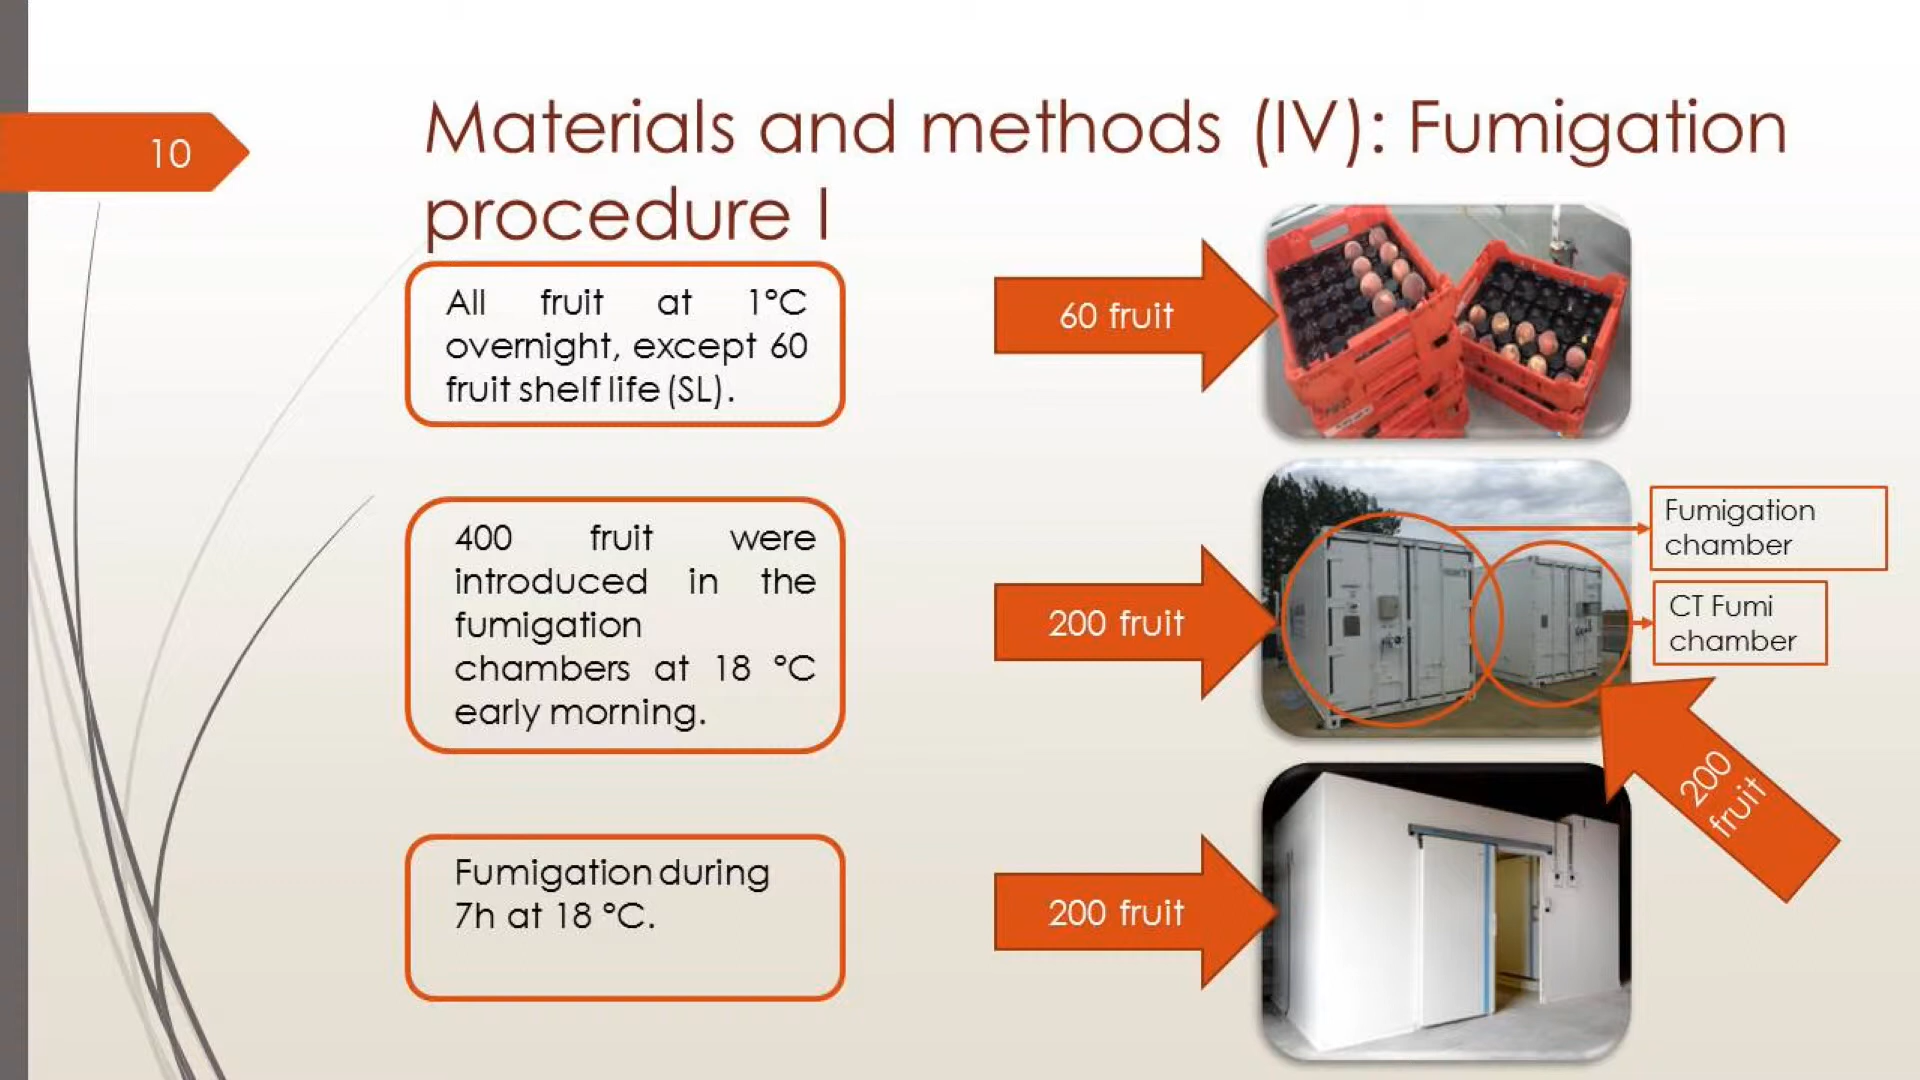 10
Materials and methods (IV): Fumigation
procedure I
All fruit at 1°C
overnight, except 60
fruit shelf life (SL).
60 fruit
400 fruit were
introduced in the
fumigation
chambers at 18 °C
early morning.
200 fruit
Fumigation
chamber
CT Fumi
chamber
200
fruit
Fumigation during
7h at 18 °C.
200 fruit